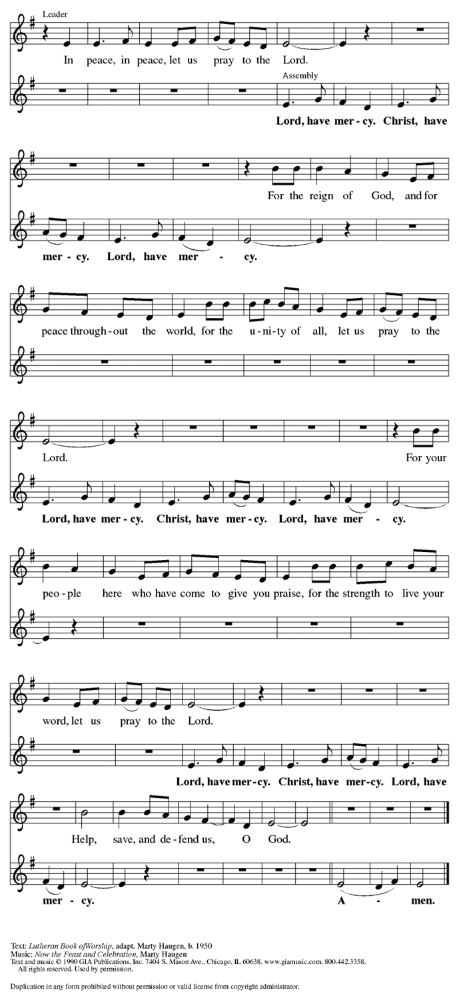 Leader
In peace, in peace, let us pray to the Lord.
Assembly
Lord, have mer - cy. Christ, have
For the reign of God, and for
mer - cy. Lord, have mer - cy.
peace through - out the world, for the u - ni - ty of all, let us pray to the
Lord. For your
Lord, have mer - cy. Christ, have mer - cy. Lord, have mer - cy.
peo - ple here who have come to give you praise, for the strength to live your
word, let us pray to the Lord.
Lord, have mer - cy. Christ, have mer - cy. Lord, have
Help, save, and de - fend us, O God.
mer - cy. A - men.
Text: Lutheran Book ofWorship, adapt. Marty Haugen, b. 1950
Music: Now the Feast and Celebration, Marty Haugen
Text and music © 1990 GIA Publications, Inc. 7404 S. Mason Ave., Chicago, IL 60638. www.giamusic.com. 800.442.3358.
All rights reserved. Used by permission.
Duplication in any form prohibited without permission or valid license from copyright administrator.